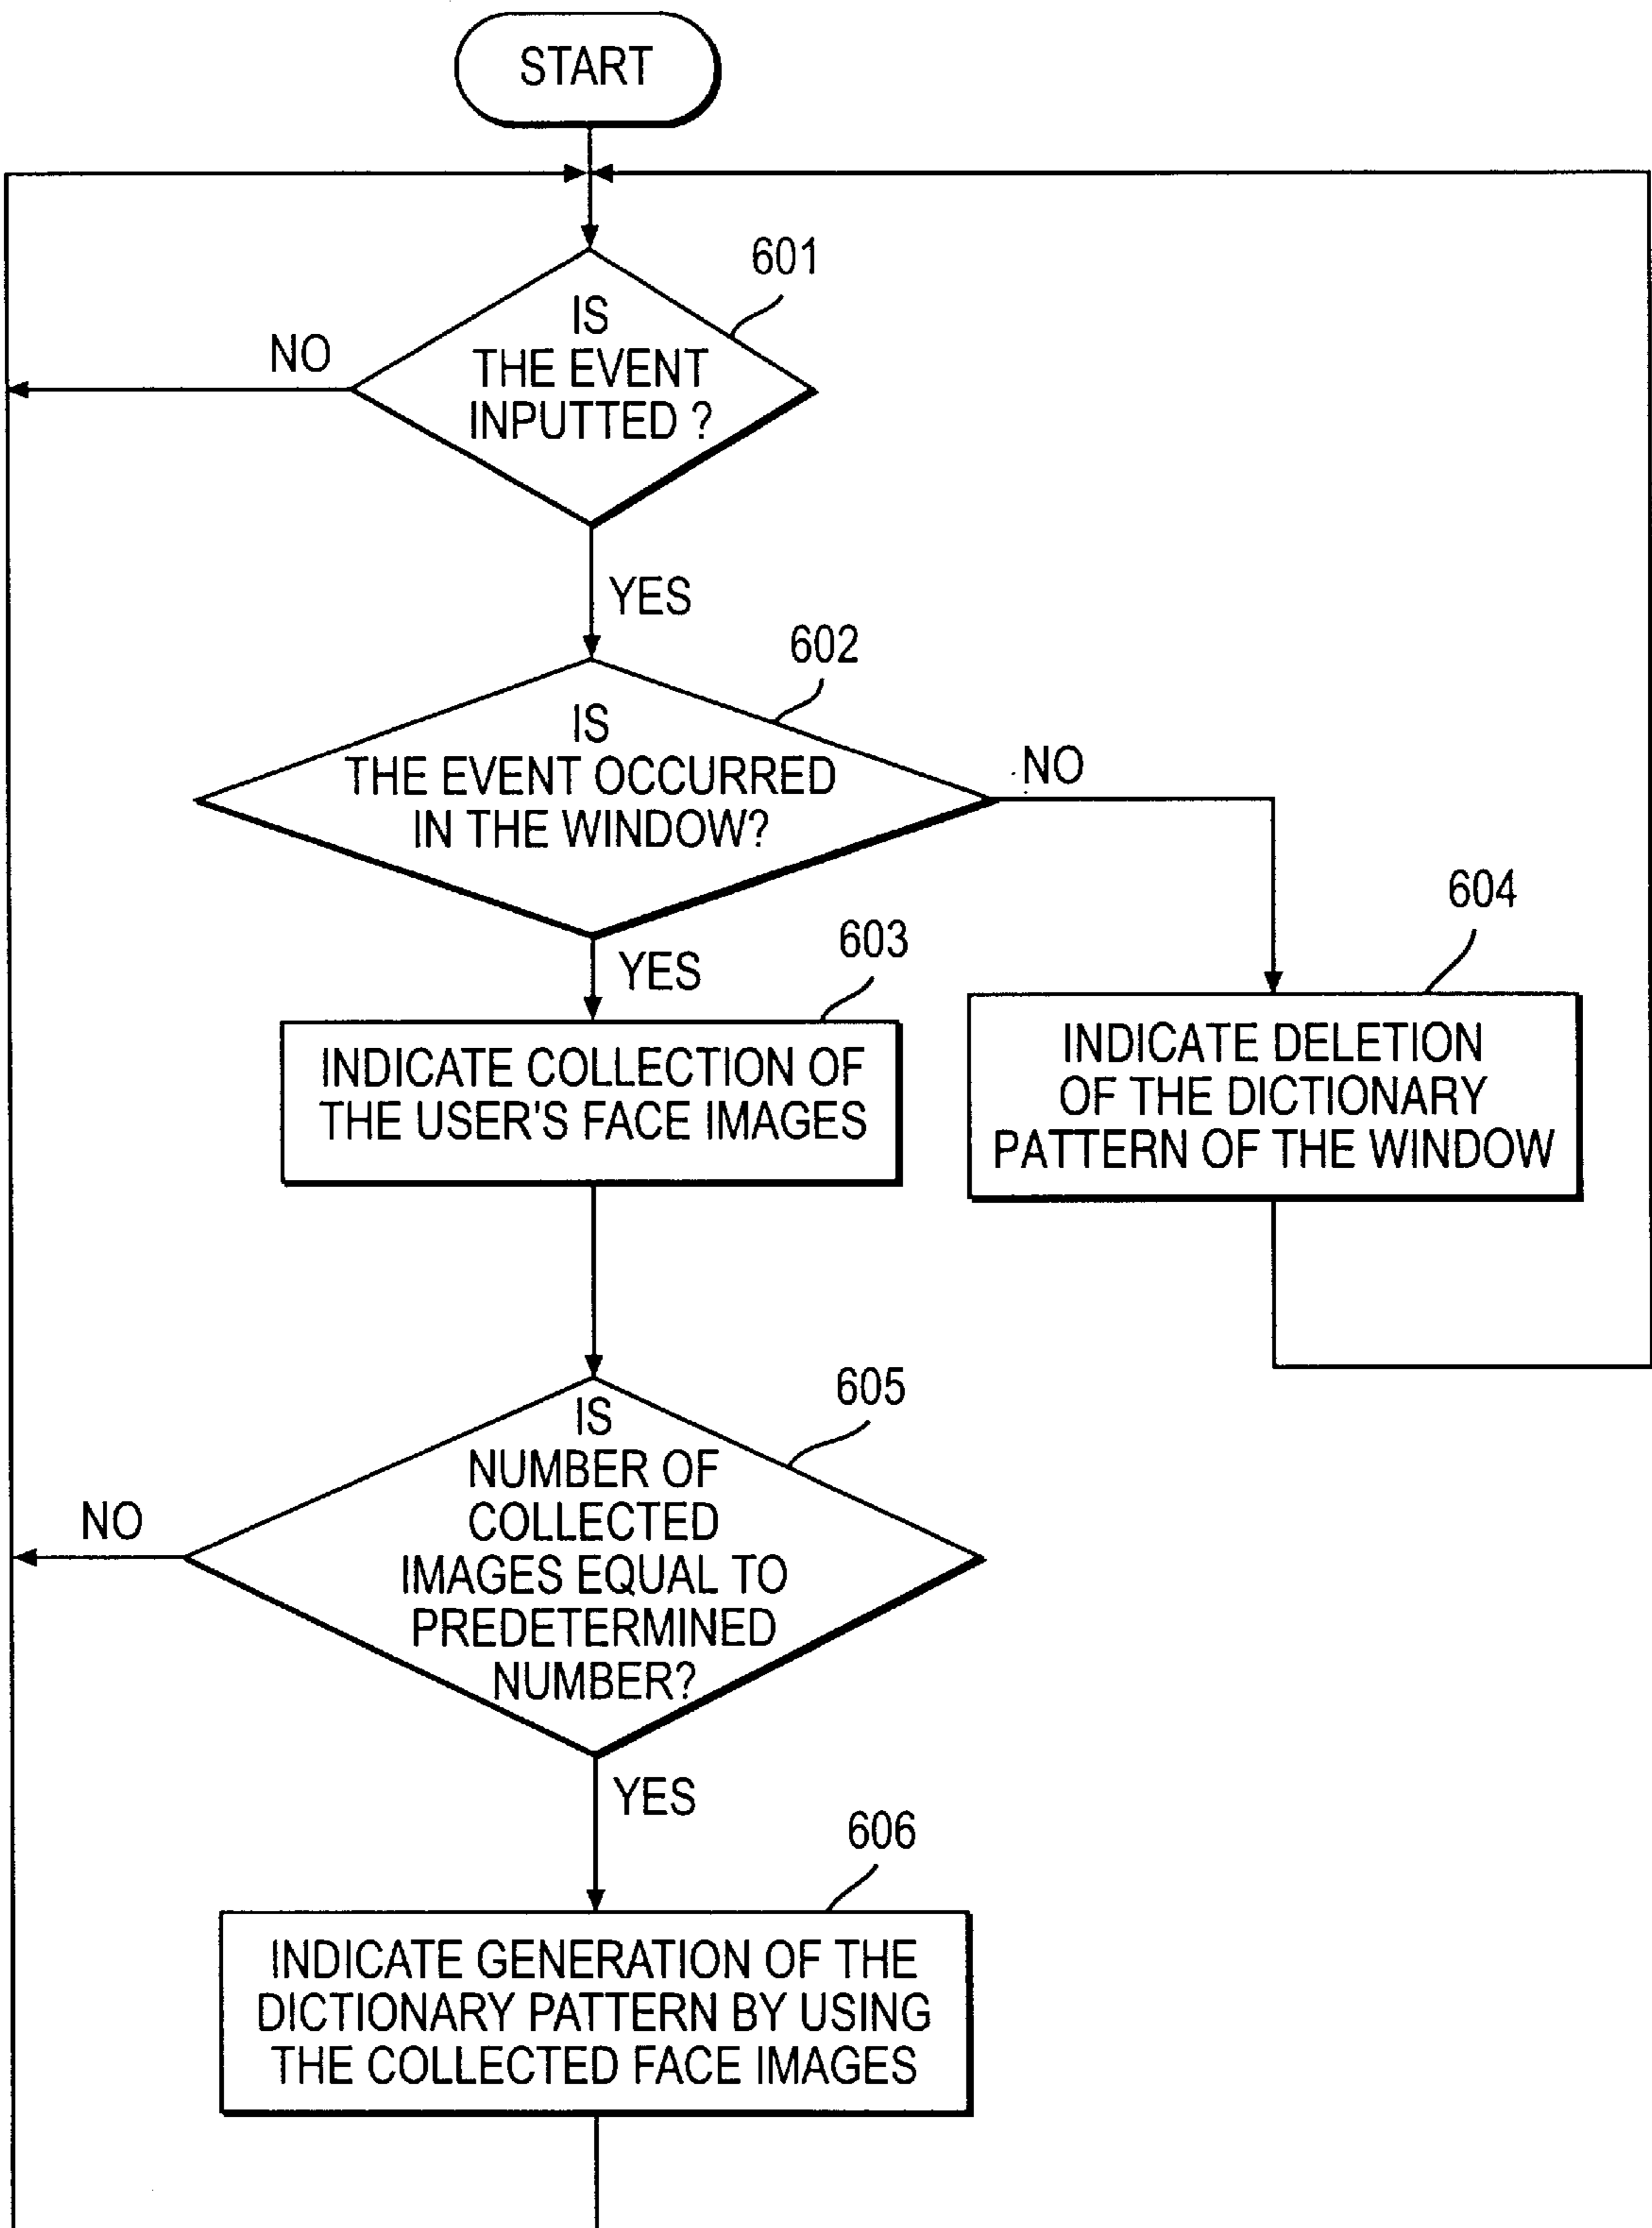 START
601
IS
THE EVENT
INPUTTED ?
NO
YES
602
IS
THE EVENT OCCURRED
IN THE WINDOW?
NO
YES
603
604
INDICATE COLLECTION OF
THE USER'S FACE IMAGES
INDICATE DELETION
OF THE DICTIONARY
PATTERN OF THE WINDOW
605
IS
NUMBER OF
COLLECTED
IMAGES EQUAL TO
PREDETERMINED
NUMBER?
NO
YES
606
INDICATE GENERATION OF THE
DICTIONARY PATTERN BY USING
THE COLLECTED FACE IMAGES